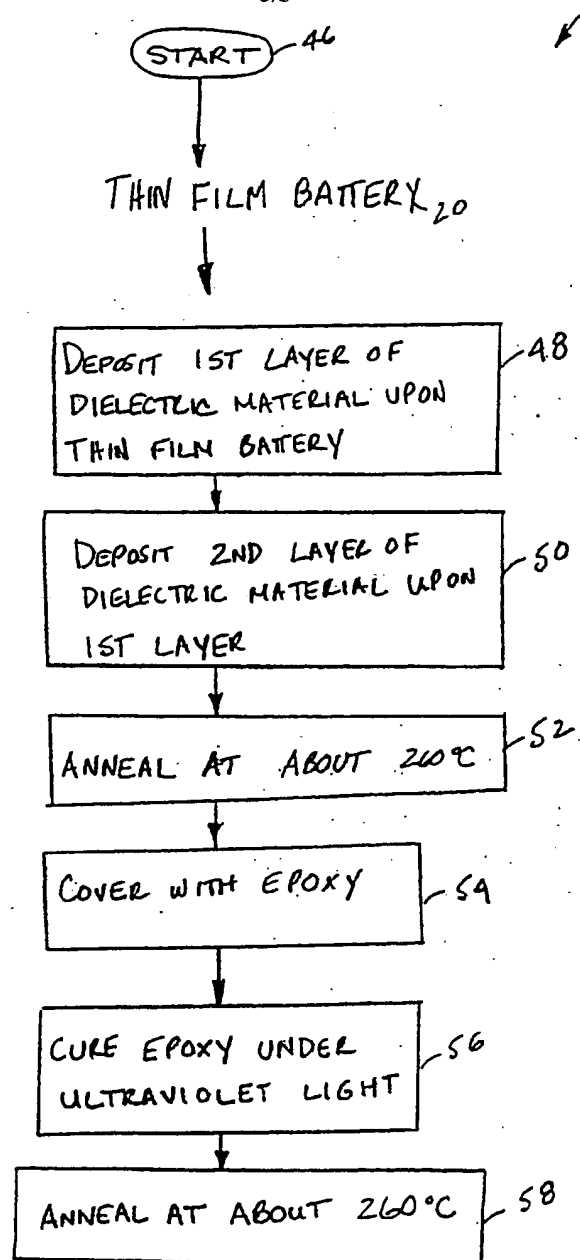 START 46
THIN FILM BATTERY 20
DEPOSIT 1ST LAYER OF 48
DIELECTRIC MATERIAL UPON
THIN FILM BATTERY
DEPOSIT 2ND LAYER OF 50
DIELECTRIC MATERIAL UPON
1ST LAYER
ANNEAL AT ABOUT 260°C 52
COVER WITH EPOXY 54
CURE EPOXY UNDER 56
ULTRAVIOLET LIGHT
ANNEAL AT ABOUT 260°C 58